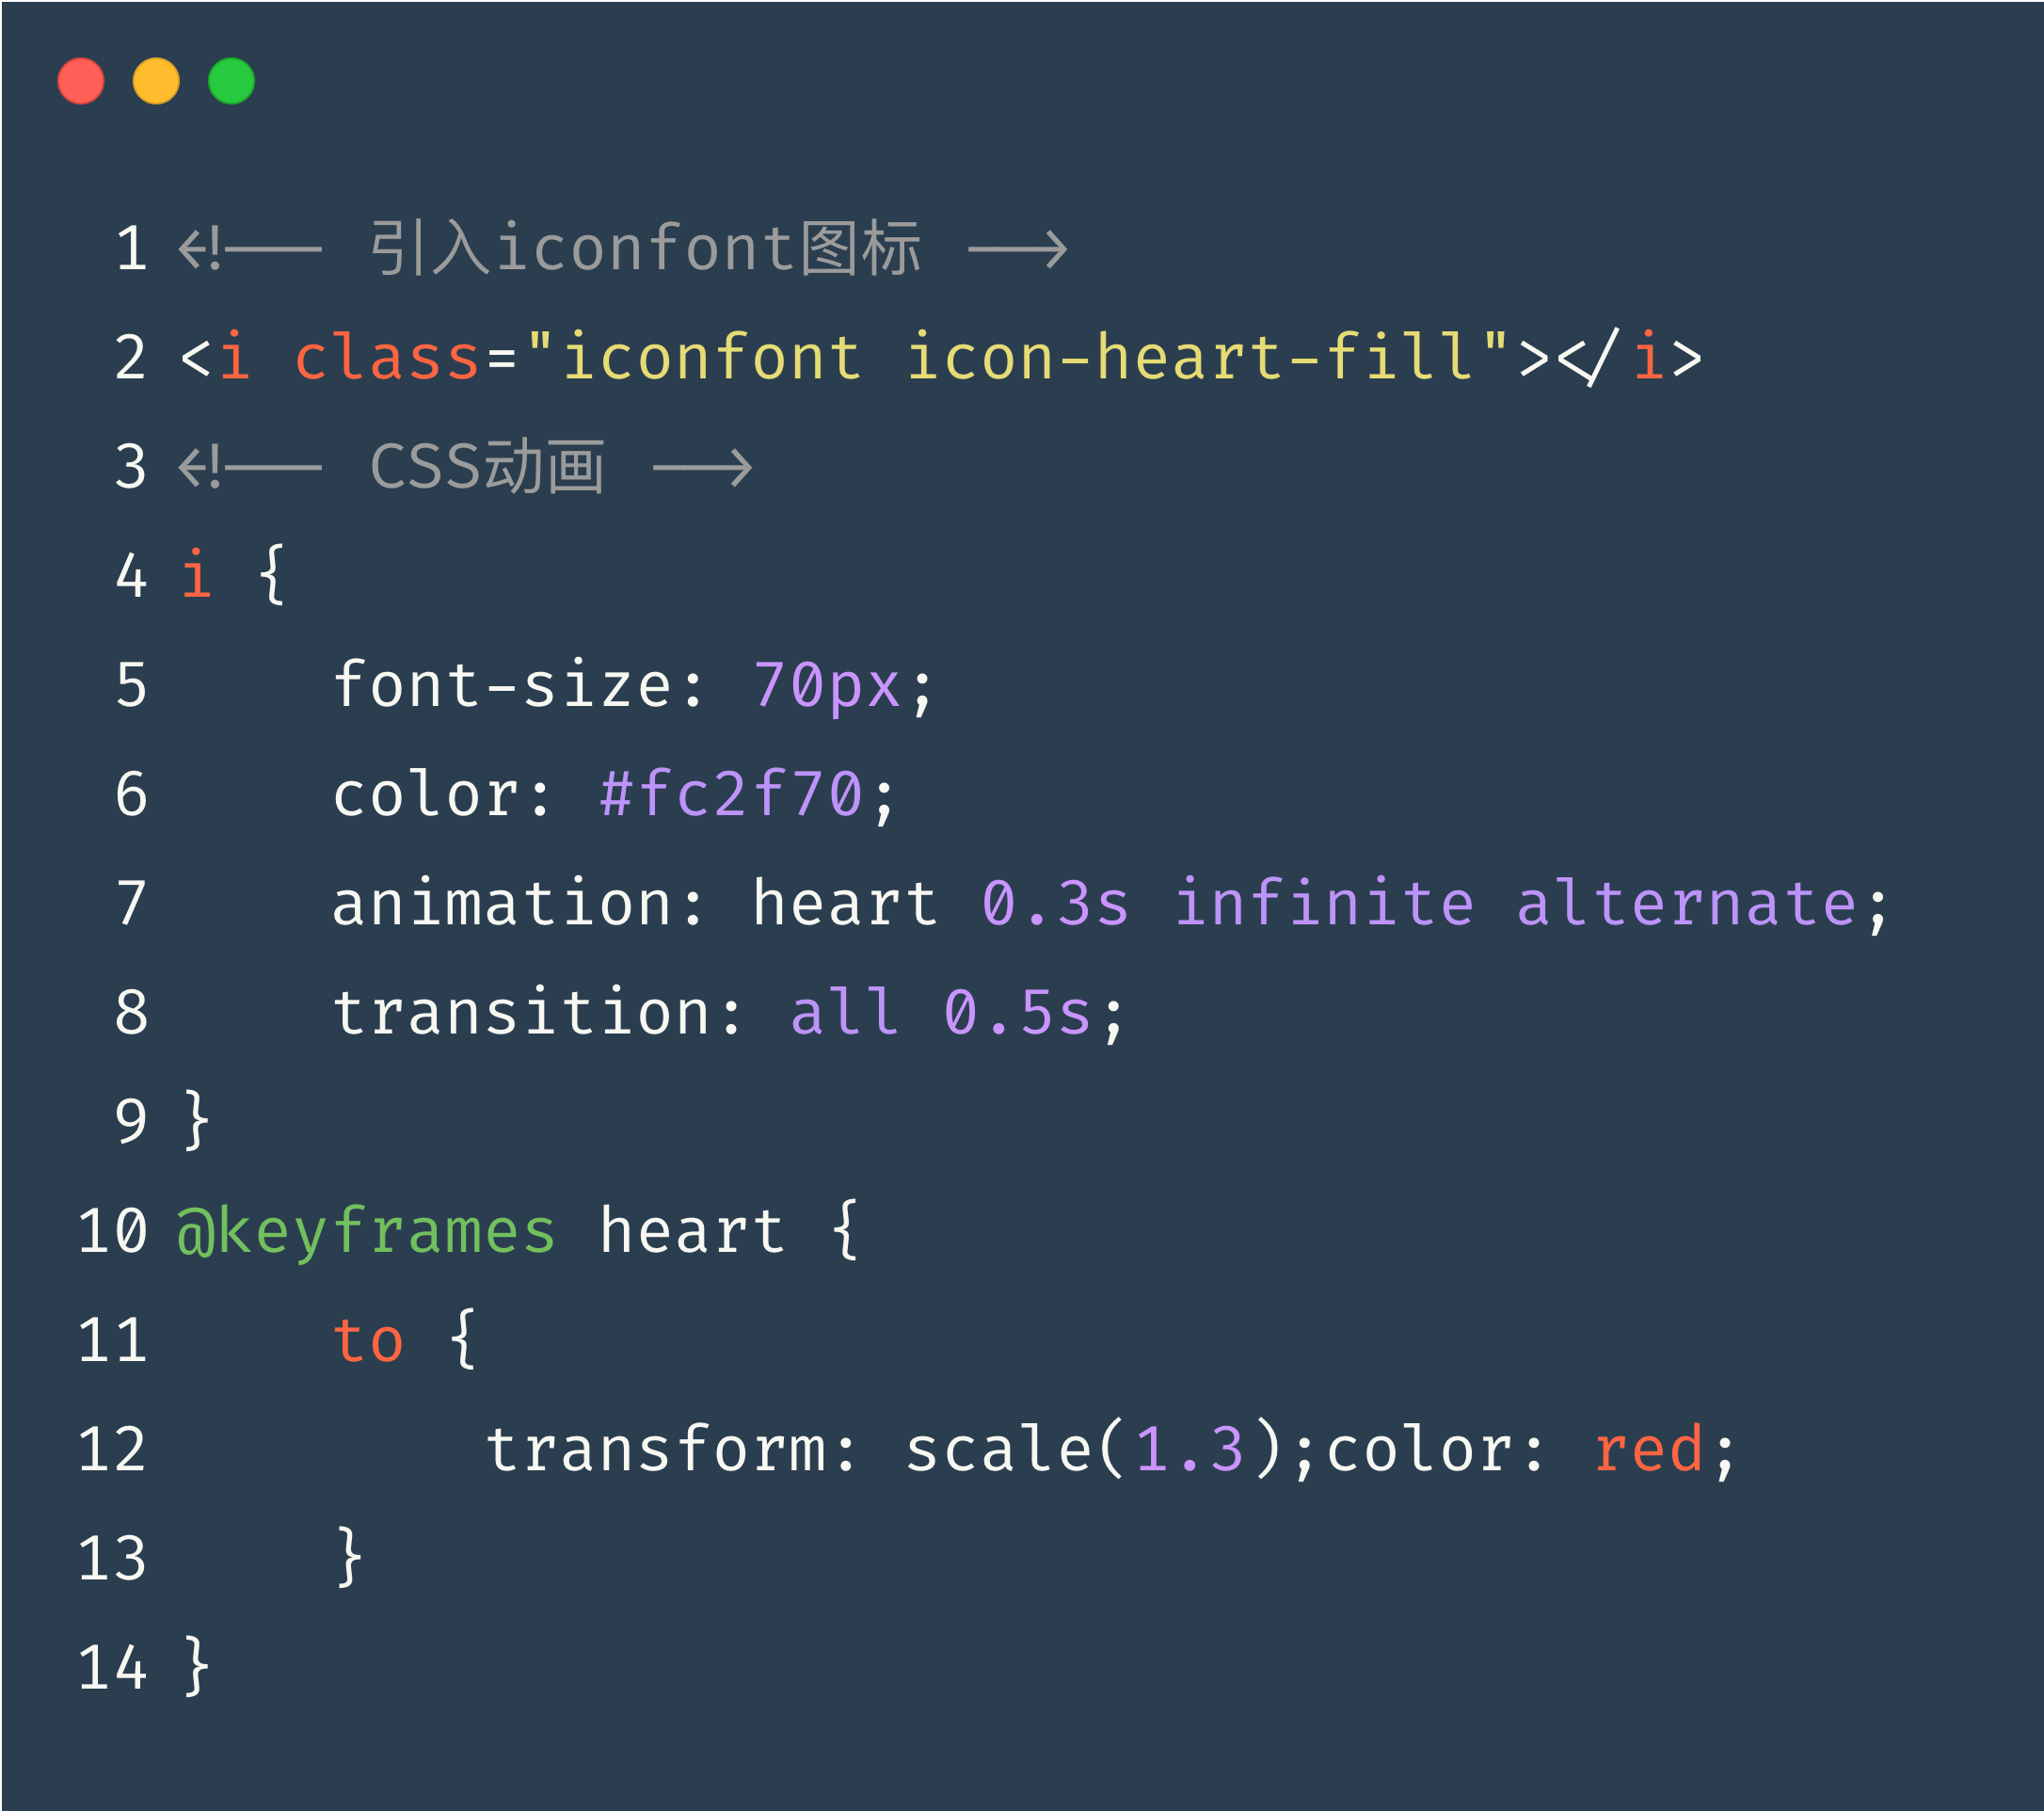 1 <!-- 引入iconfont图标 -->
2 <i class="iconfont icon-heart-fill"></i>
3 <!-- CSS动画 -->
4 i {
5     font-size: 70px;
6     color: #fc2f70;
7     animation: heart 0.3s infinite alternate;
8     transition: all 0.5s;
9 }
10 @keyframes heart {
11     to {
12         transform: scale(1.3);color: red;
13     }
14 }